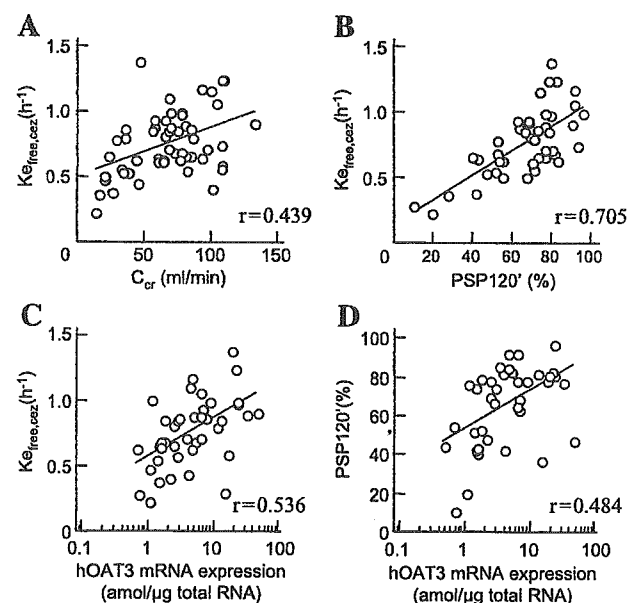 A
Ke_free,cez(h⁻¹)
1.5
1.0
0.5
0
0
50
100
150
r=0.439
C_cr (ml/min)
B
Ke_free,cez(h⁻¹)
1.5
1.0
0.5
0
20
40
60
80
100
r=0.705
PSP120' (%)
C
Ke_free,cez(h⁻¹)
1.5
1.0
0.5
0
0.1
1
10
100
r=0.536
hOAT3 mRNA expression
(amol/μg total RNA)
D
PSP120'(%)
100
80
60
40
20
0
0.1
1
10
100
r=0.484
hOAT3 mRNA expression
(amol/μg total RNA)